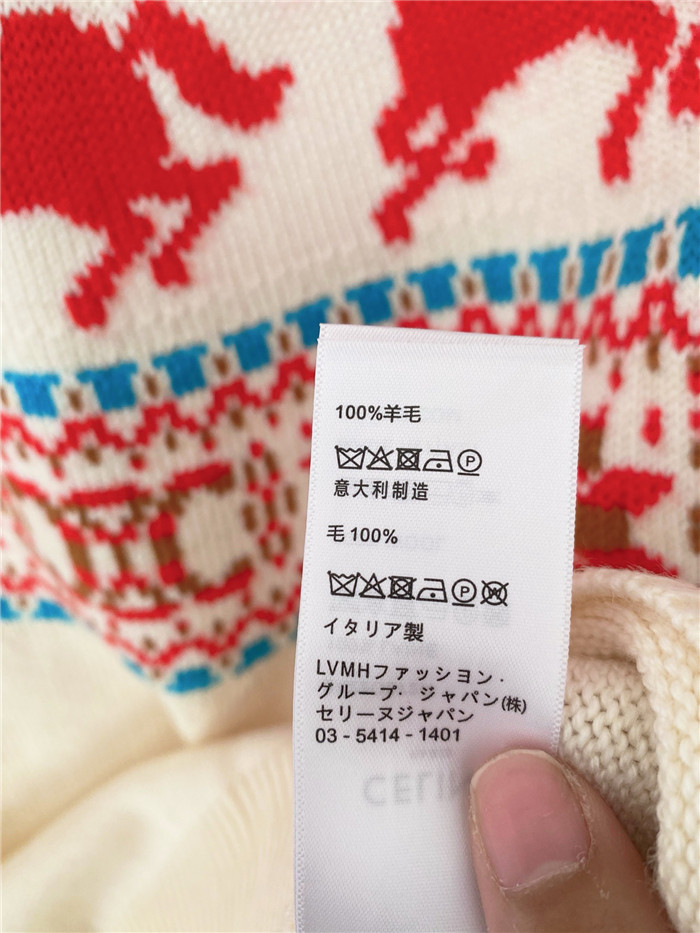 100%羊毛
P
意大利制造
毛 100%
P W
イタリア製
LVMHファッション・
グループ・ ジャパン(株)
セリーヌジャパン
03 - 5414 - 1401